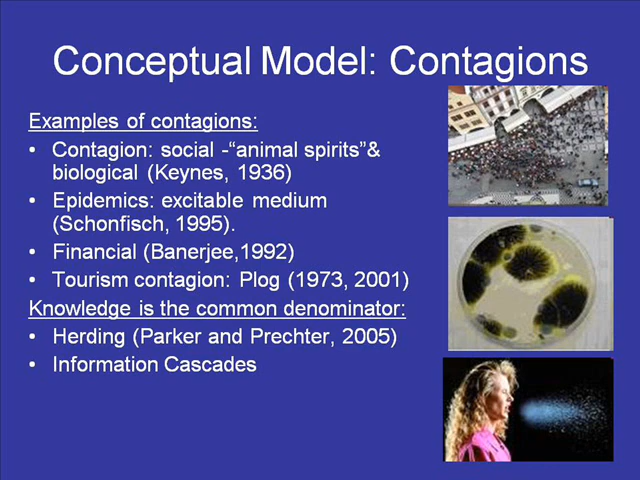 Conceptual Model: Contagions
Examples of contagions:
• Contagion: social -“animal spirits”&
biological (Keynes, 1936)
• Epidemics: excitable medium
(Schonfisch, 1995).
• Financial (Banerjee,1992)
• Tourism contagion: Plog (1973, 2001)
Knowledge is the common denominator:
• Herding (Parker and Prechter, 2005)
• Information Cascades